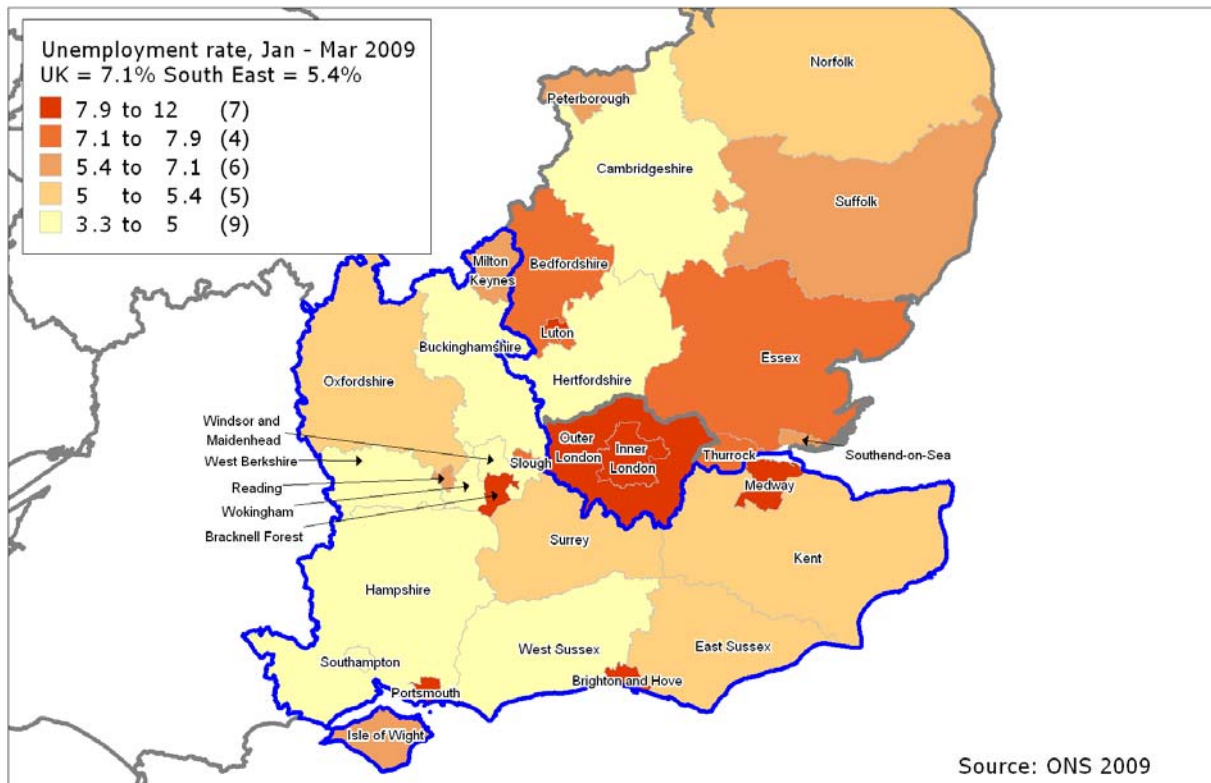 Unemployment rate, Jan - Mar 2009
UK = 7.1% South East = 5.4%
7.9 to 12 (7)
7.1 to 7.9 (4)
5.4 to 7.1 (6)
5 to 5.4 (5)
3.3 to 5 (9)
Norfolk
Peterborough
Cambridgeshire
Suffolk
Milton
Keynes
Bedfordshire
Luton
Buckinghamshire
Essex
Oxfordshire
Hertfordshire
Windsor and
Maidenhead
West Berkshire
Reading
Wokingham
Bracknell Forest
Slough
Outer
London
Inner
London
Thurrock
Southend-on-Sea
Medway
Surrey
Kent
Hampshire
Southampton
West Sussex
East Sussex
Portsmouth
Brighton and Hove
Isle of Wight
Source: ONS 2009